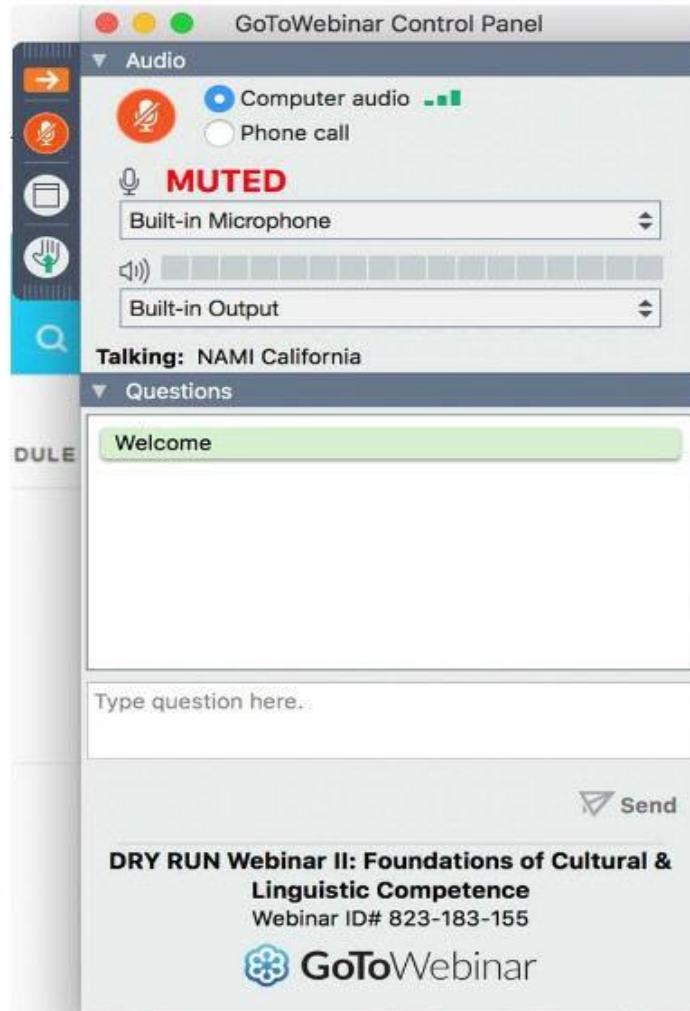 GoToWebinar Control Panel
Audio
Computer audio
Phone call
MUTED
Built-in Microphone
Built-in Output
Talking: NAMI California
Questions
DULE
Welcome
Type question here.
Send
DRY RUN Webinar II: Foundations of Cultural &
Linguistic Competence
Webinar ID# 823-183-155
GoToWebinar